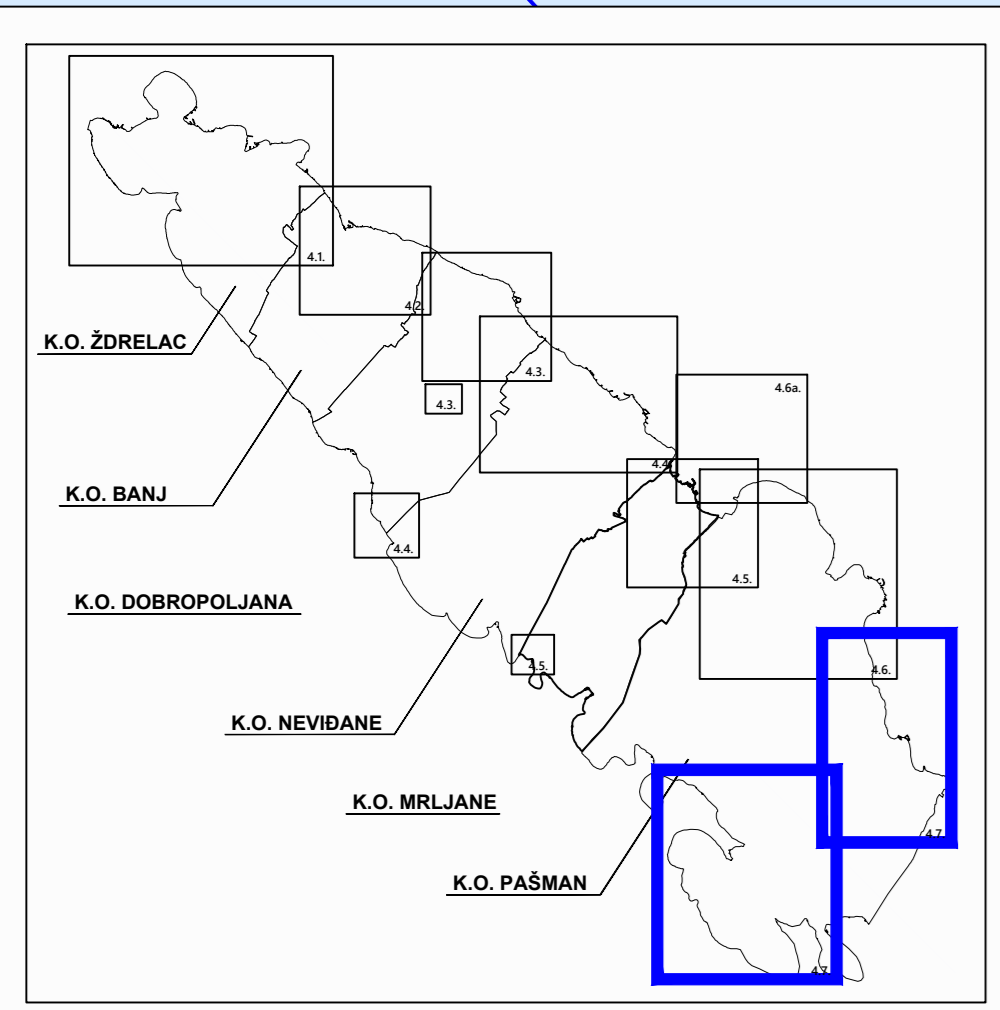 4.1.
4.2.
K.O. ŽDRELAC
4.3.
4.6a.
4.3.
4.4.
K.O. BANJ
4.4.
4.5.
K.O. DOBROPOLJANA
4.5.
4.6.
K.O. NEVIĐANE
K.O. MRLJANE
4.7.
K.O. PAŠMAN
4.7.